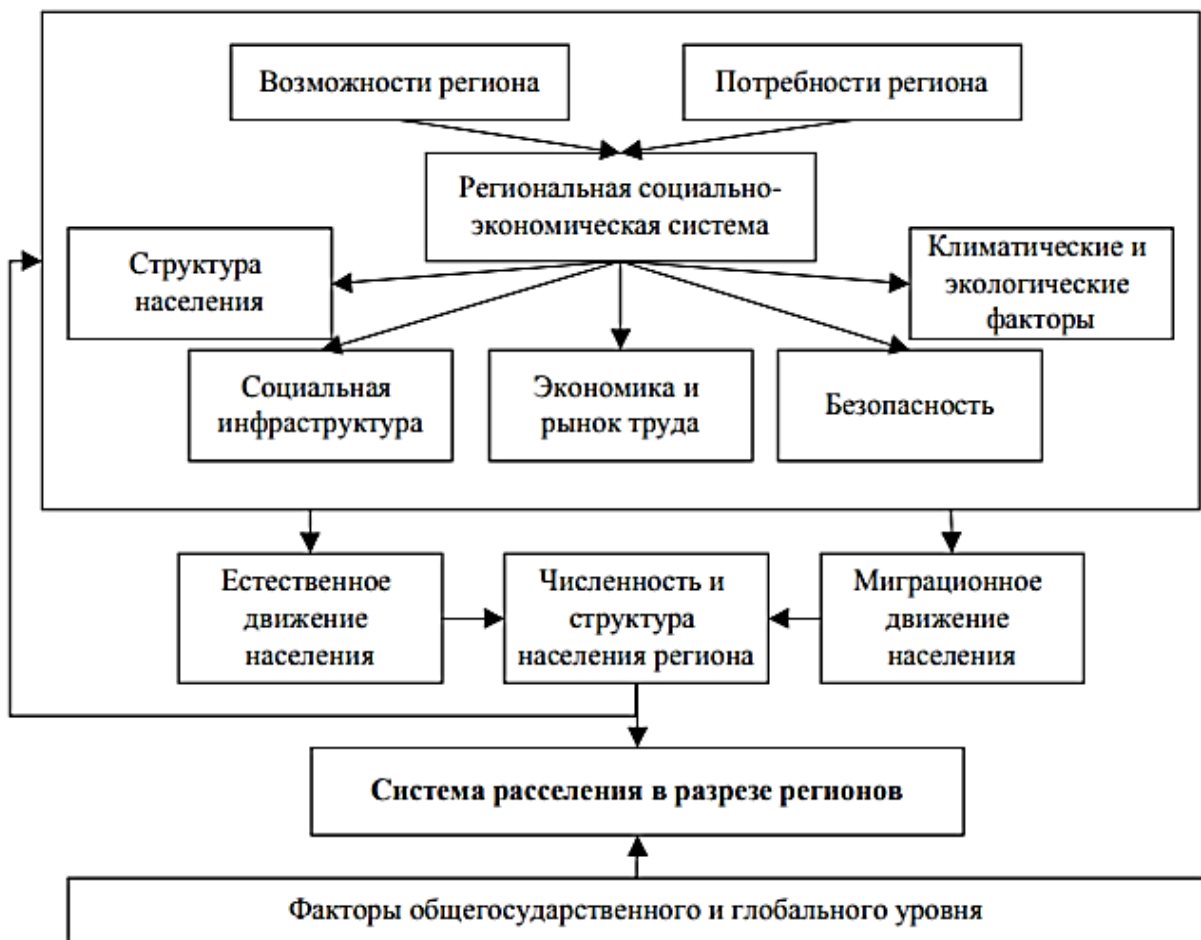 Возможности региона
Потребности региона
Региональная социально-
экономическая система
Структура
населения
Климатические и
экологические
факторы
Социальная
инфраструктура
Экономика и
рынок труда
Безопасность
Естественное
движение
населения
Численность и
структура
населения региона
Миграционное
движение
населения
Система расселения в разрезе регионов
Факторы общегосударственного и глобального уровня